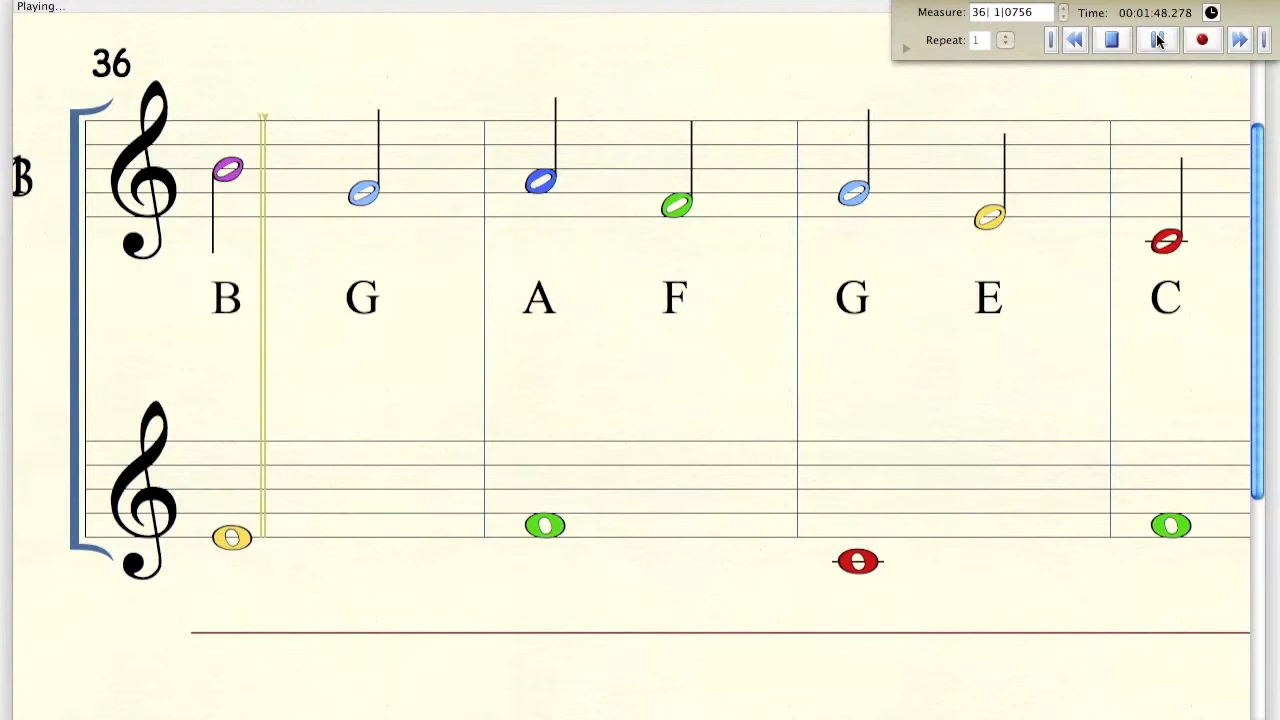 Playing...
Measure: 36| 1|0756 Time: 00:01:48.278
Repeat: 1
36
B G A F G E C